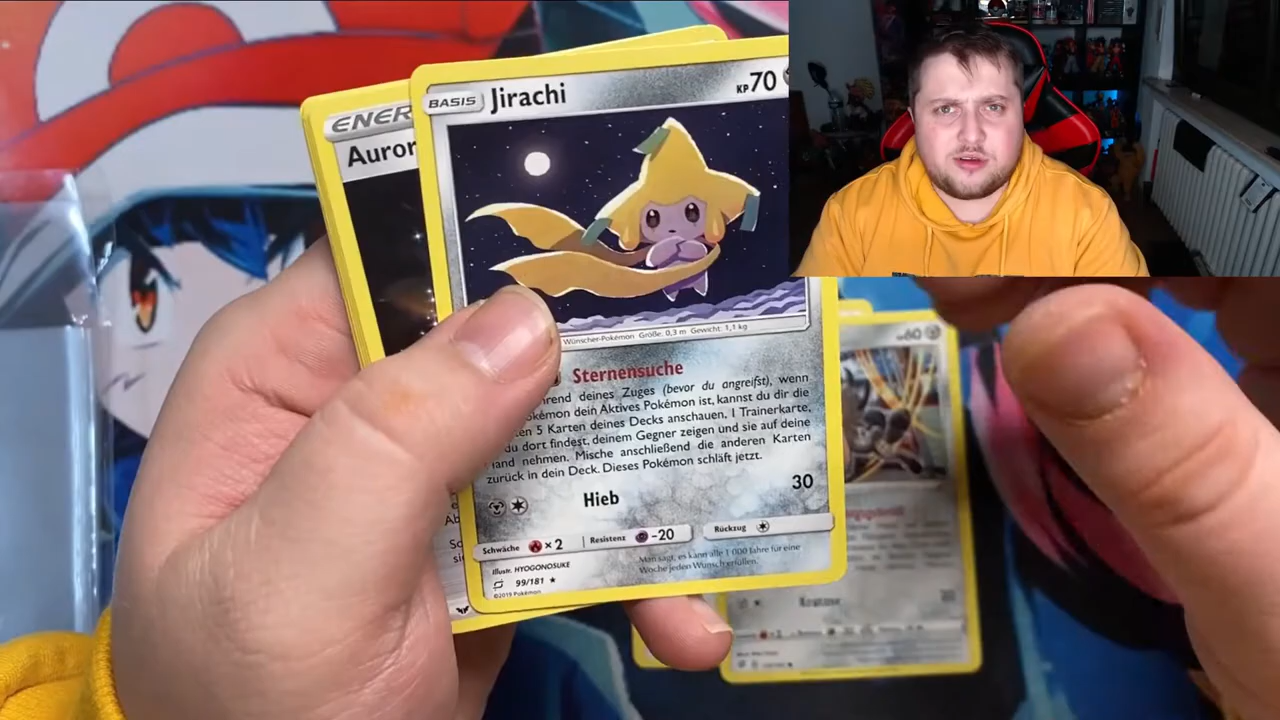 ENER
Auror
BASIS Jirachi KP 70
Wünscher-Pokémon Größe: 0,3 m Gewicht: 1,1 kg
Sternensuche
rend deines Zuges (bevor du angreifst), wenn
okémon dein Aktives Pokémon ist, kannst du dir die
en 5 Karten deines Decks anschauen, 1 Trainerkarte,
du dort findest, deinem Gegner zeigen und sie auf deine
and nehmen. Mische anschließend die anderen Karten
zurück in dein Deck. Dieses Pokémon schläft jetzt.
Hieb 30
Schwäche ×2 Resistenz -20 Rückzug
Man sagt, es kann alle 1 000 Jahre für eine
Woche jeden Wunsch erfüllen.
Illustr. HYOGONOSUKE
99/181
©2019 Pokémon
60